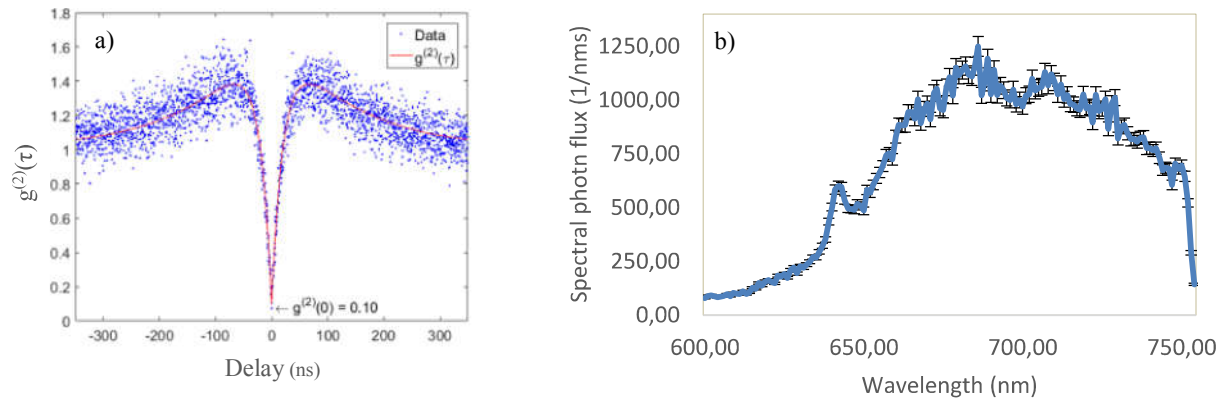 a)
Data
g(2)(τ)
1.8
1.6
1.4
1.2
1
0.8
0.6
0.4
0.2
0
-300 -200 -100 0 100 200 300
← g(2)(0) = 0.10
g(2)(τ)
Delay (ns)
b)
1250,00
1000,00
750,00
500,00
250,00
0,00
600,00 650,00 700,00 750,00
Spectral photn flux (1/nms)
Wavelength (nm)